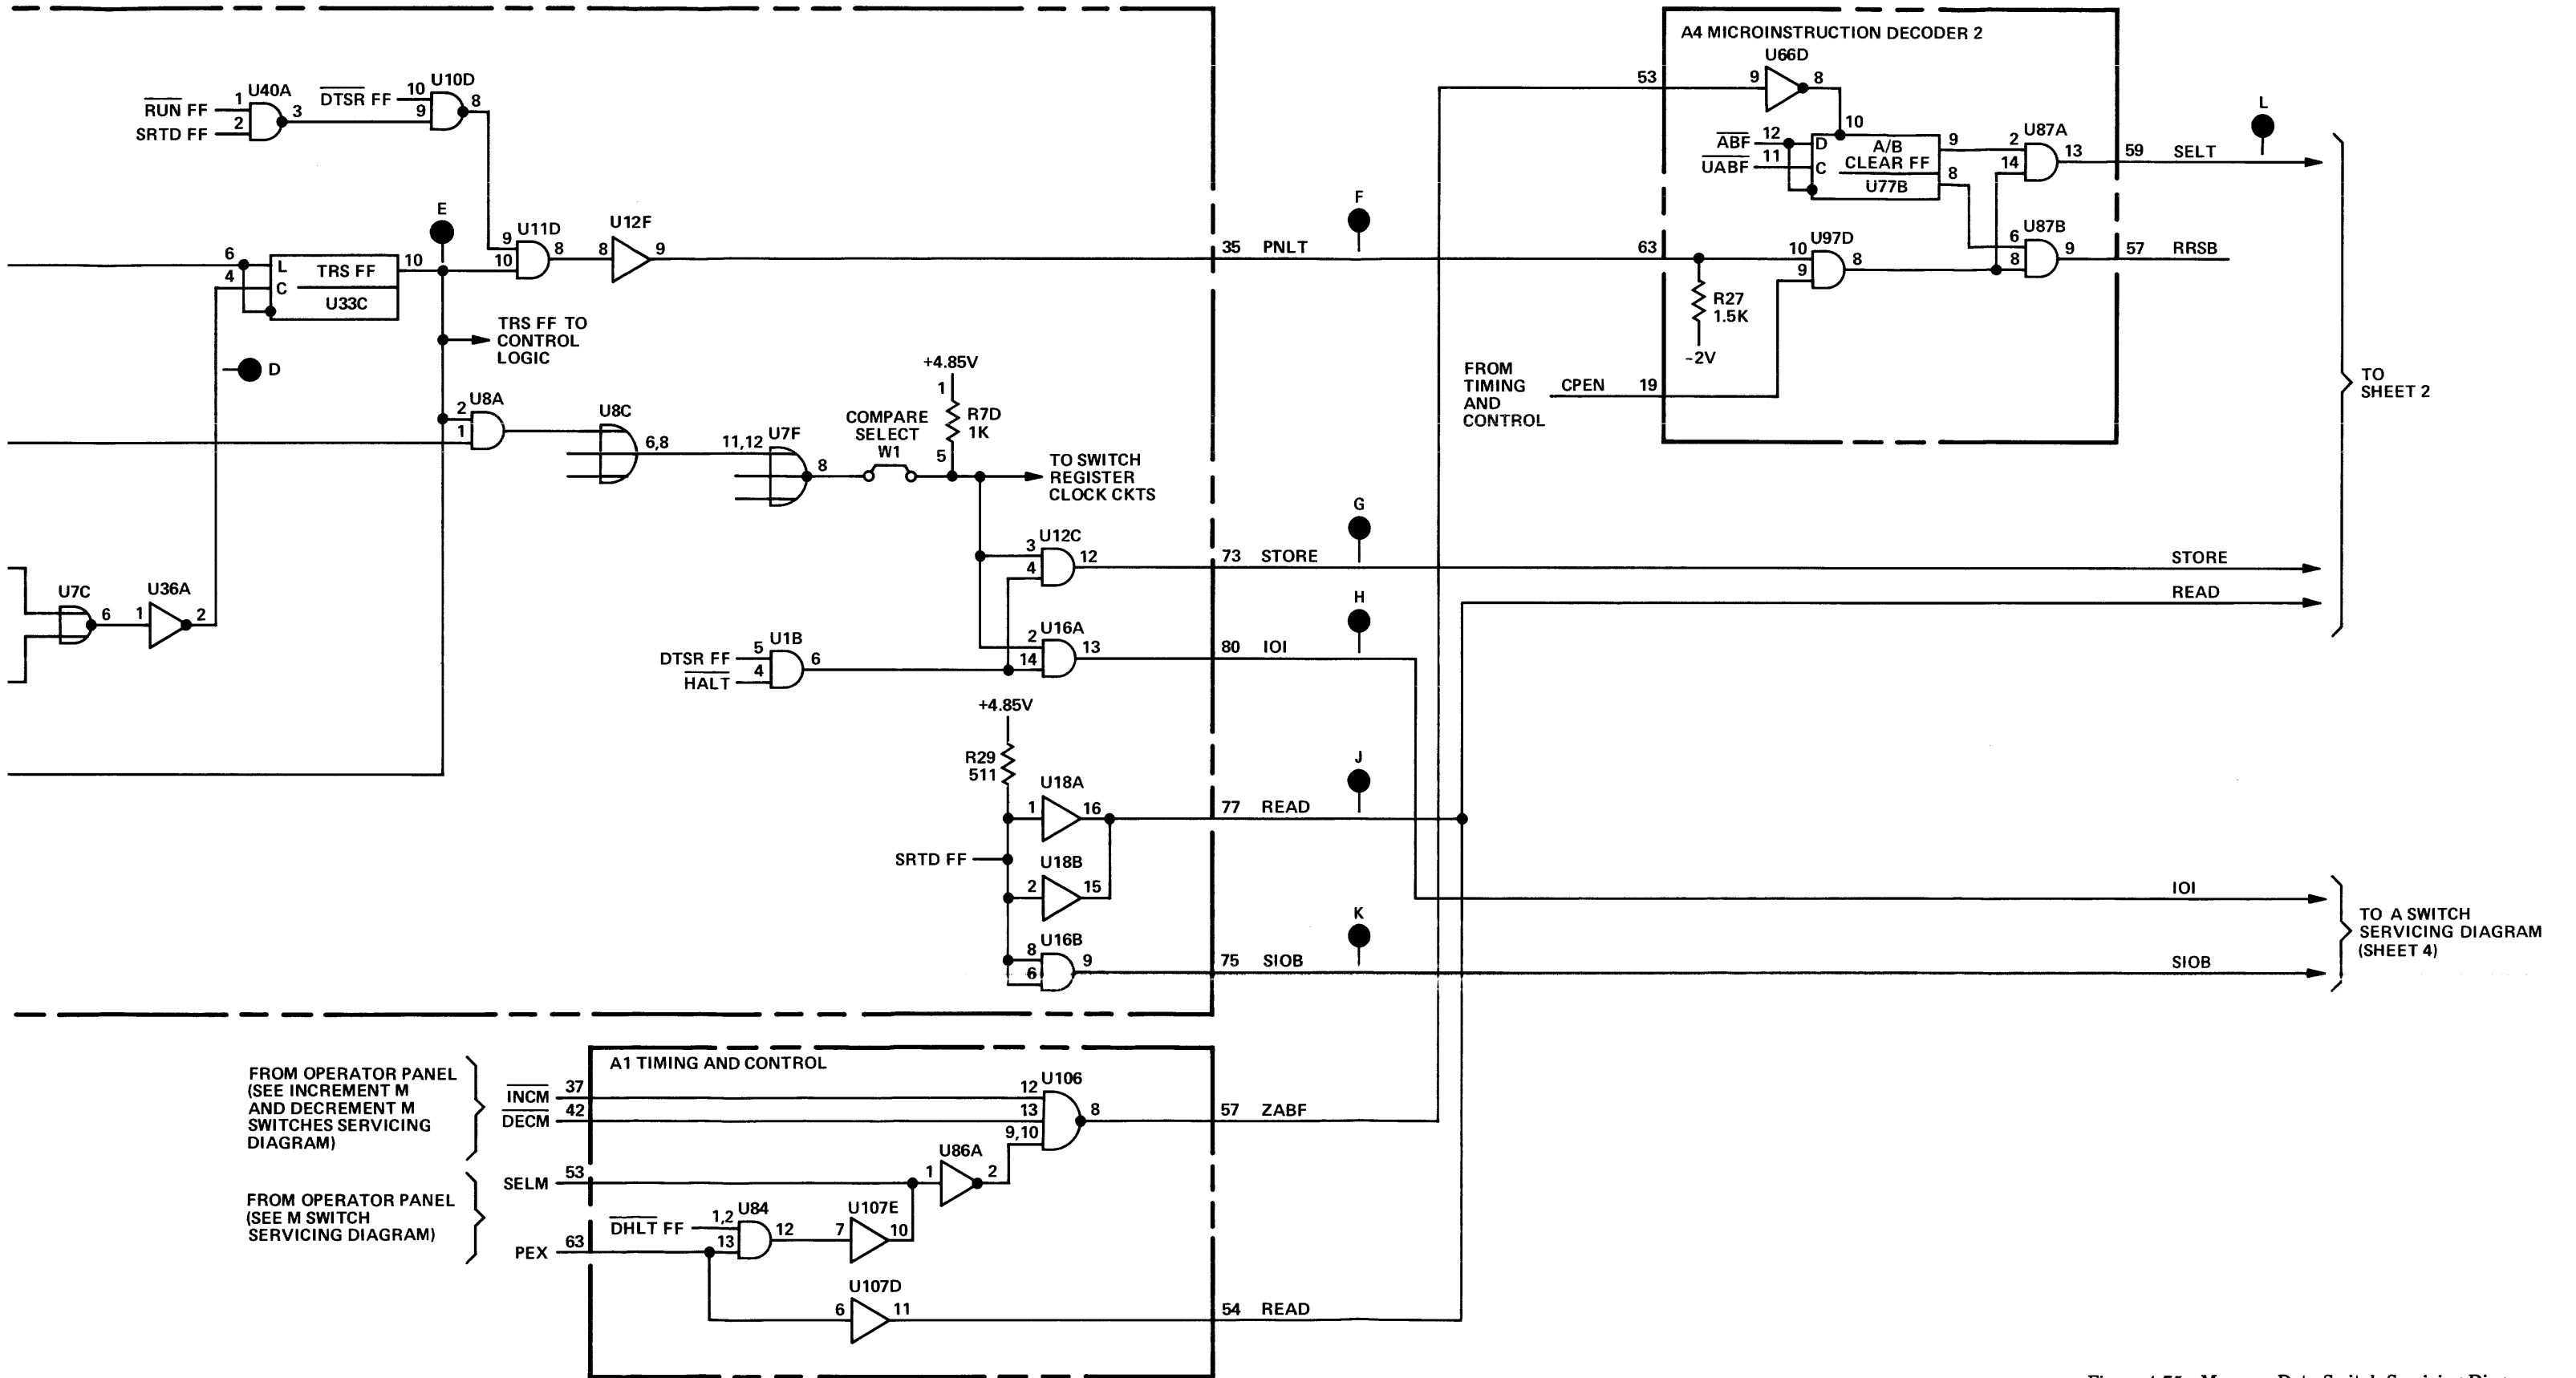 A4 MICROINSTRUCTION DECODER 2
U66D
53
9
8
U40A
U10D
RUN FF
1
2
3
SRTD FF
DTSR FF
10
9
8
10
L
ABF
12
D
A/B
CLEAR FF
9
UABF
11
C
U77B
8
U87A
2
14
13
59
SELT
E
F
6
4
L
C
TRS FF
U33C
10
U11D
9
10
8
U12F
8
9
35
PNLT
63
U97D
10
9
8
U87B
6
8
9
57
RRSB
R27
1.5K
-2V
TRS FF TO
CONTROL
LOGIC
D
FROM
TIMING
AND
CONTROL
CPEN
19
TO
SHEET 2
+4.85V
1
R7D
1K
5
U8A
2
1
U8C
6,8
11,12
U7F
8
COMPARE
SELECT
W1
TO SWITCH
REGISTER
CLOCK CKTS
G
U12C
3
4
12
73
STORE
STORE
U7C
6
U36A
1
2
H
READ
U1B
DTSR FF
5
HALT
4
6
U16A
2
14
13
80
IOI
+4.85V
R29
511
J
U18A
1
16
77
READ
SRTD FF
U18B
2
15
IOI
K
U16B
8
6
9
75
SIOB
SIOB
TO A SWITCH
SERVICING DIAGRAM
(SHEET 4)
A1 TIMING AND CONTROL
FROM OPERATOR PANEL
(SEE INCREMENT M
AND DECREMENT M
SWITCHES SERVICING
DIAGRAM)
INCM
37
DECM
42
U106
12
13
9,10
8
57
ZABF
FROM OPERATOR PANEL
(SEE M SWITCH
SERVICING DIAGRAM)
SELM
53
U86A
1
2
DHLT FF
1,2
13
U84
12
U107E
7
10
PEX
63
U107D
6
11
54
READ